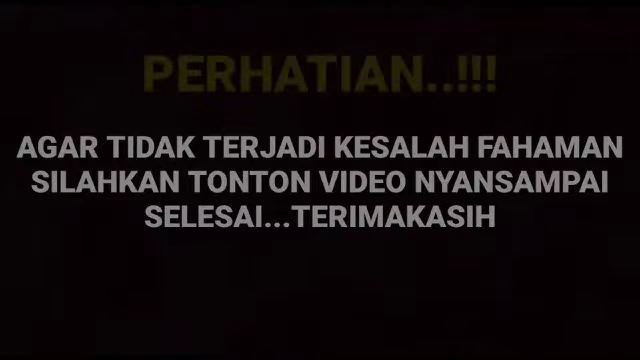 PERHATIAN..!!!
AGAR TIDAK TERJADI KESALAH FAHAMAN
SILAHKAN TONTON VIDEO NYANSAMPAI
SELESAI...TERIMAKASIH